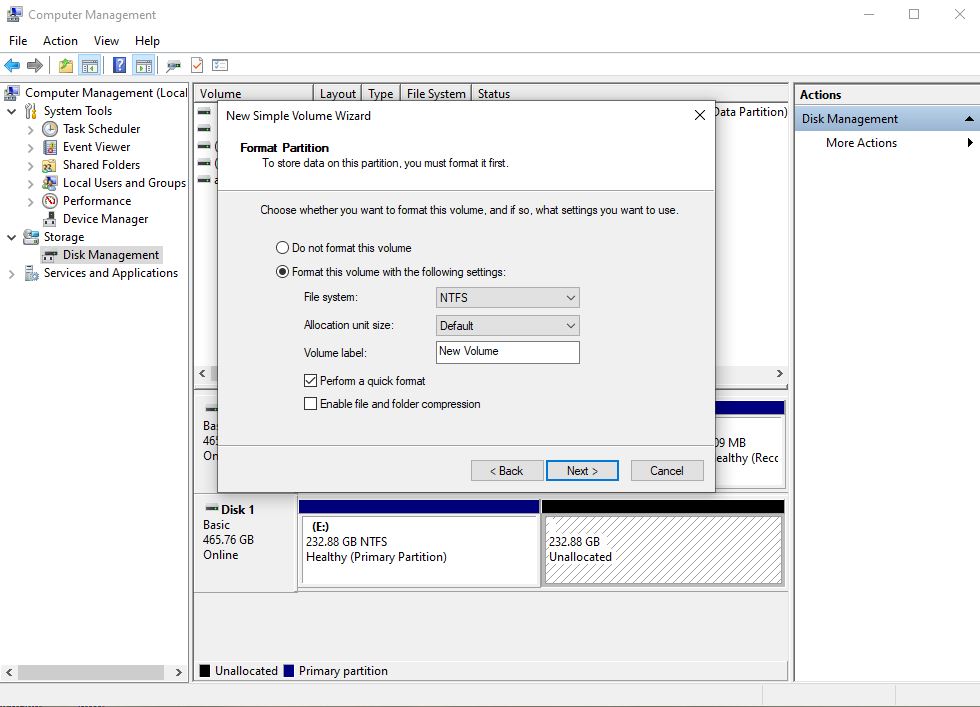 Computer Management
File Action View Help
Computer Management (Local
System Tools
Task Scheduler
Event Viewer
Shared Folders
Local Users and Groups
Performance
Device Manager
Storage
Disk Management
Services and Applications
Volume Layout Type File System Status
Data Partition)
New Simple Volume Wizard
Format Partition
To store data on this partition, you must format it first.
Choose whether you want to format this volume, and if so, what settings you want to use.
Do not format this volume
Format this volume with the following settings:
File system: NTFS
Allocation unit size: Default
Volume label: New Volume
Perform a quick format
Enable file and folder compression
< Back Next > Cancel
Ba
465
On
09 MB
ealthy (Reco
Disk 1
Basic
465.76 GB
Online
(E:)
232.88 GB NTFS
Healthy (Primary Partition)
232.88 GB
Unallocated
Unallocated Primary partition
Actions
Disk Management
More Actions